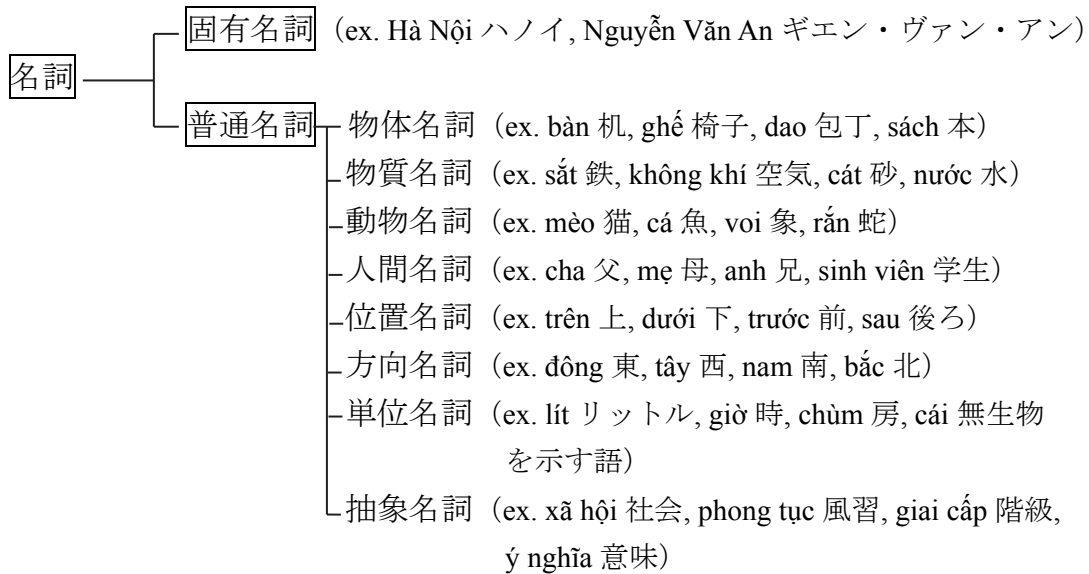 固有名詞（ex. Hà Nội ハノイ, Nguyễn Văn An ギエン・ヴァン・アン）
名詞
普通名詞 物体名詞（ex. bàn 机, ghế 椅子, dao 包丁, sách 本）
物質名詞（ex. sắt 鉄, không khí 空気, cát 砂, nước 水）
動物名詞（ex. mèo 猫, cá 魚, voi 象, rắn 蛇）
人間名詞（ex. cha 父, mẹ 母, anh 兄, sinh viên 学生）
位置名詞（ex. trên 上, dưới 下, trước 前, sau 後ろ）
方向名詞（ex. đông 東, tây 西, nam 南, bắc 北）
単位名詞（ex. lít リットル, giờ 時, chùm 房, cái 無生物
を示す語）
抽象名詞（ex. xã hội 社会, phong tục 風習, giai cấp 階級,
ý nghĩa 意味）